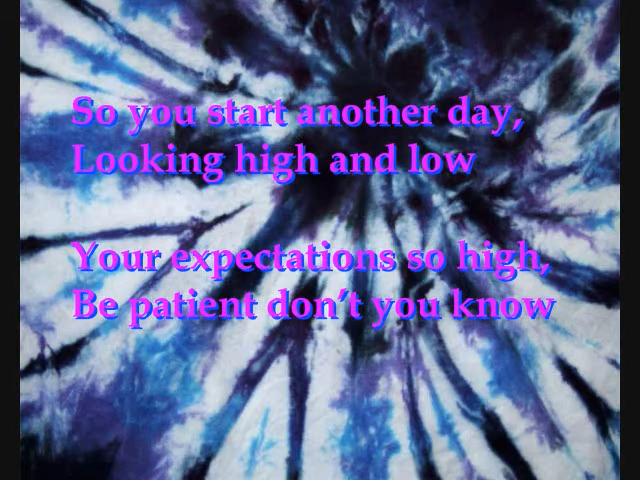 So you start another day,
Looking high and low
Your expectations so high,
Be patient don’t you know